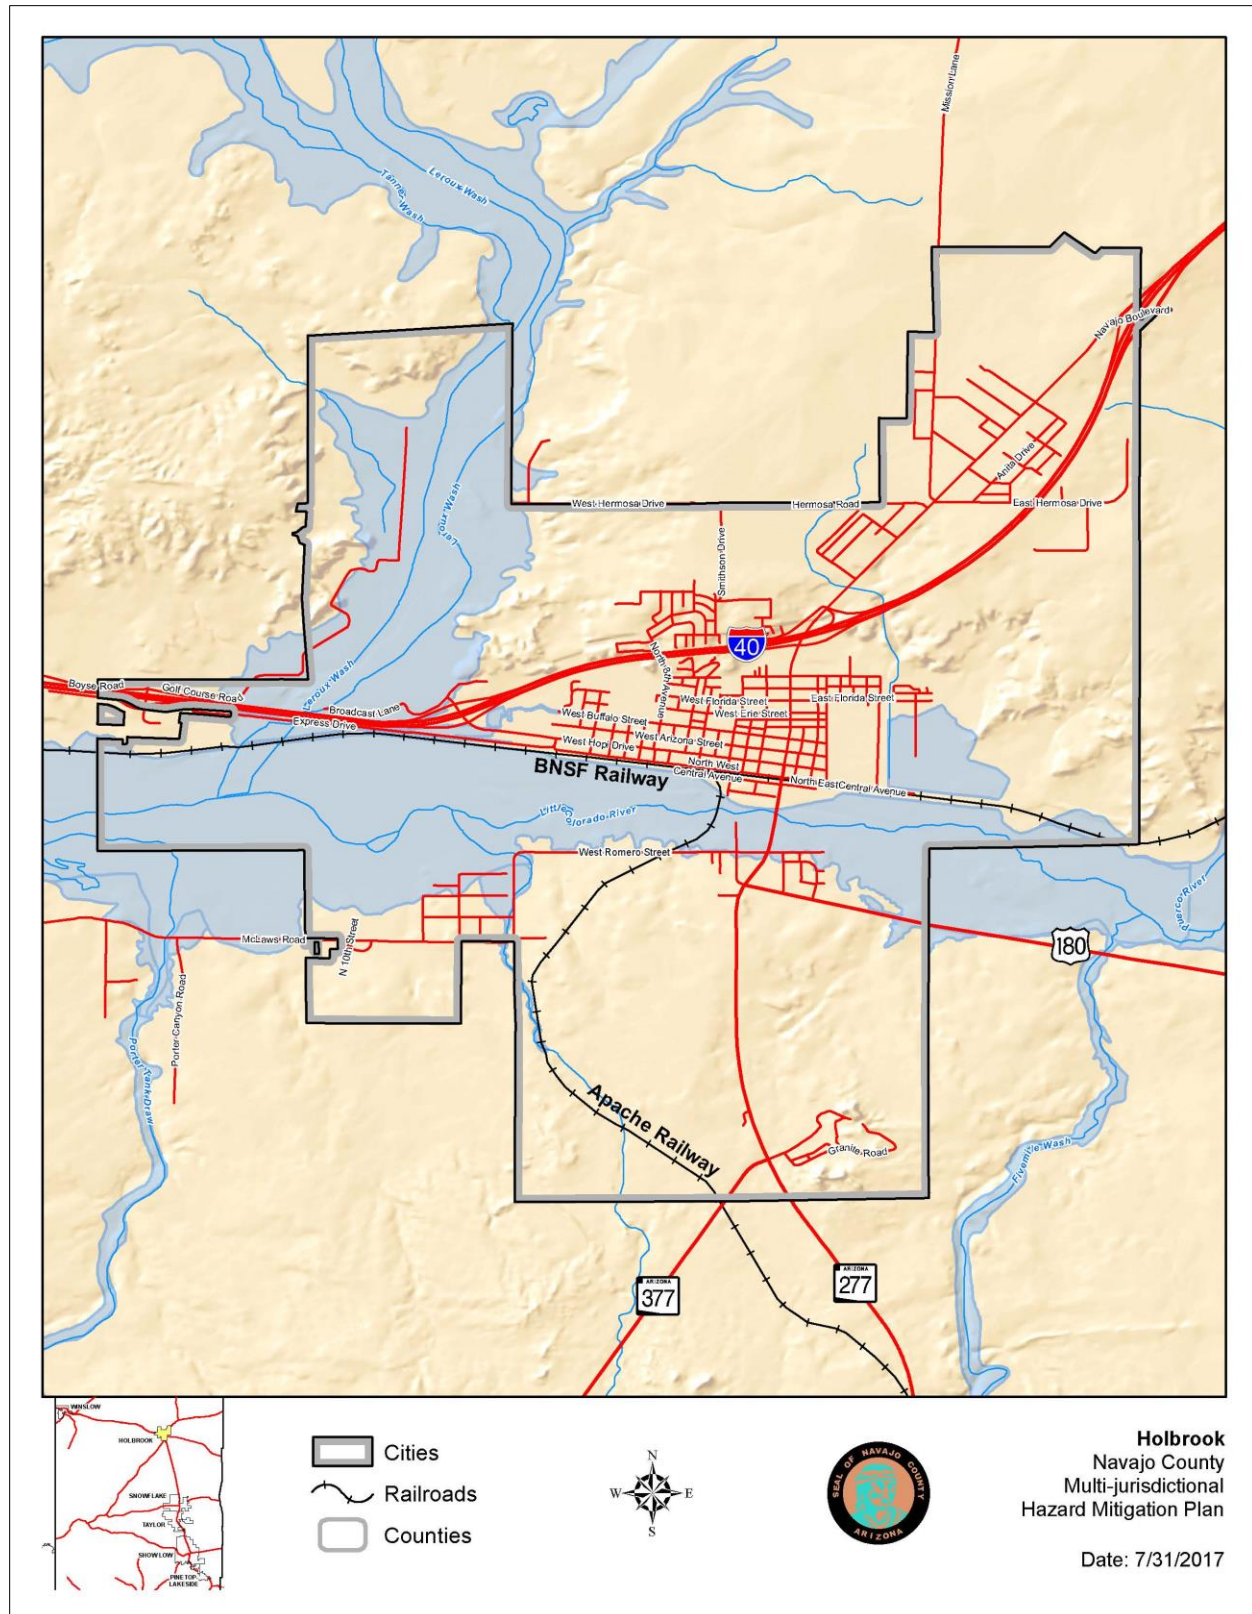 Mission Lane
Leroux Wash
Tanner Wash
Navajo Boulevard
Anita Drive
West Hermosa Drive
Hermosa Road
East Hermosa Drive
Leroux Wash
Smithson Drive
40
North 8th Avenue
Leroux Wash
Boyse Road
Golf Course Road
West Florida Street
East Florida Street
Broadcast Lane
West Erie Street
West Buffalo Street
Express Drive
West Arizona Street
West Hopi Drive
North West
Central Avenue
BNSF Railway
North East Central Avenue
Little Colorado River
West Romero Street
Puerco River
McLaws Road
N 10th Street
180
Porter Canyon Road
Porter Tank Draw
Apache Railway
Granite Road
Fivemile Wash
ARIZONA
377
ARIZONA
277
WINSLOW
HOLBROOK
SNOWFLAKE
TAYLOR
SHOW LOW
PINE TOP
LAKESIDE
Cities
Railroads
Counties
N
W
E
S
SEAL OF NAVAJO COUNTY
ARIZONA
Holbrook
Navajo County
Multi-jurisdictional
Hazard Mitigation Plan
Date: 7/31/2017